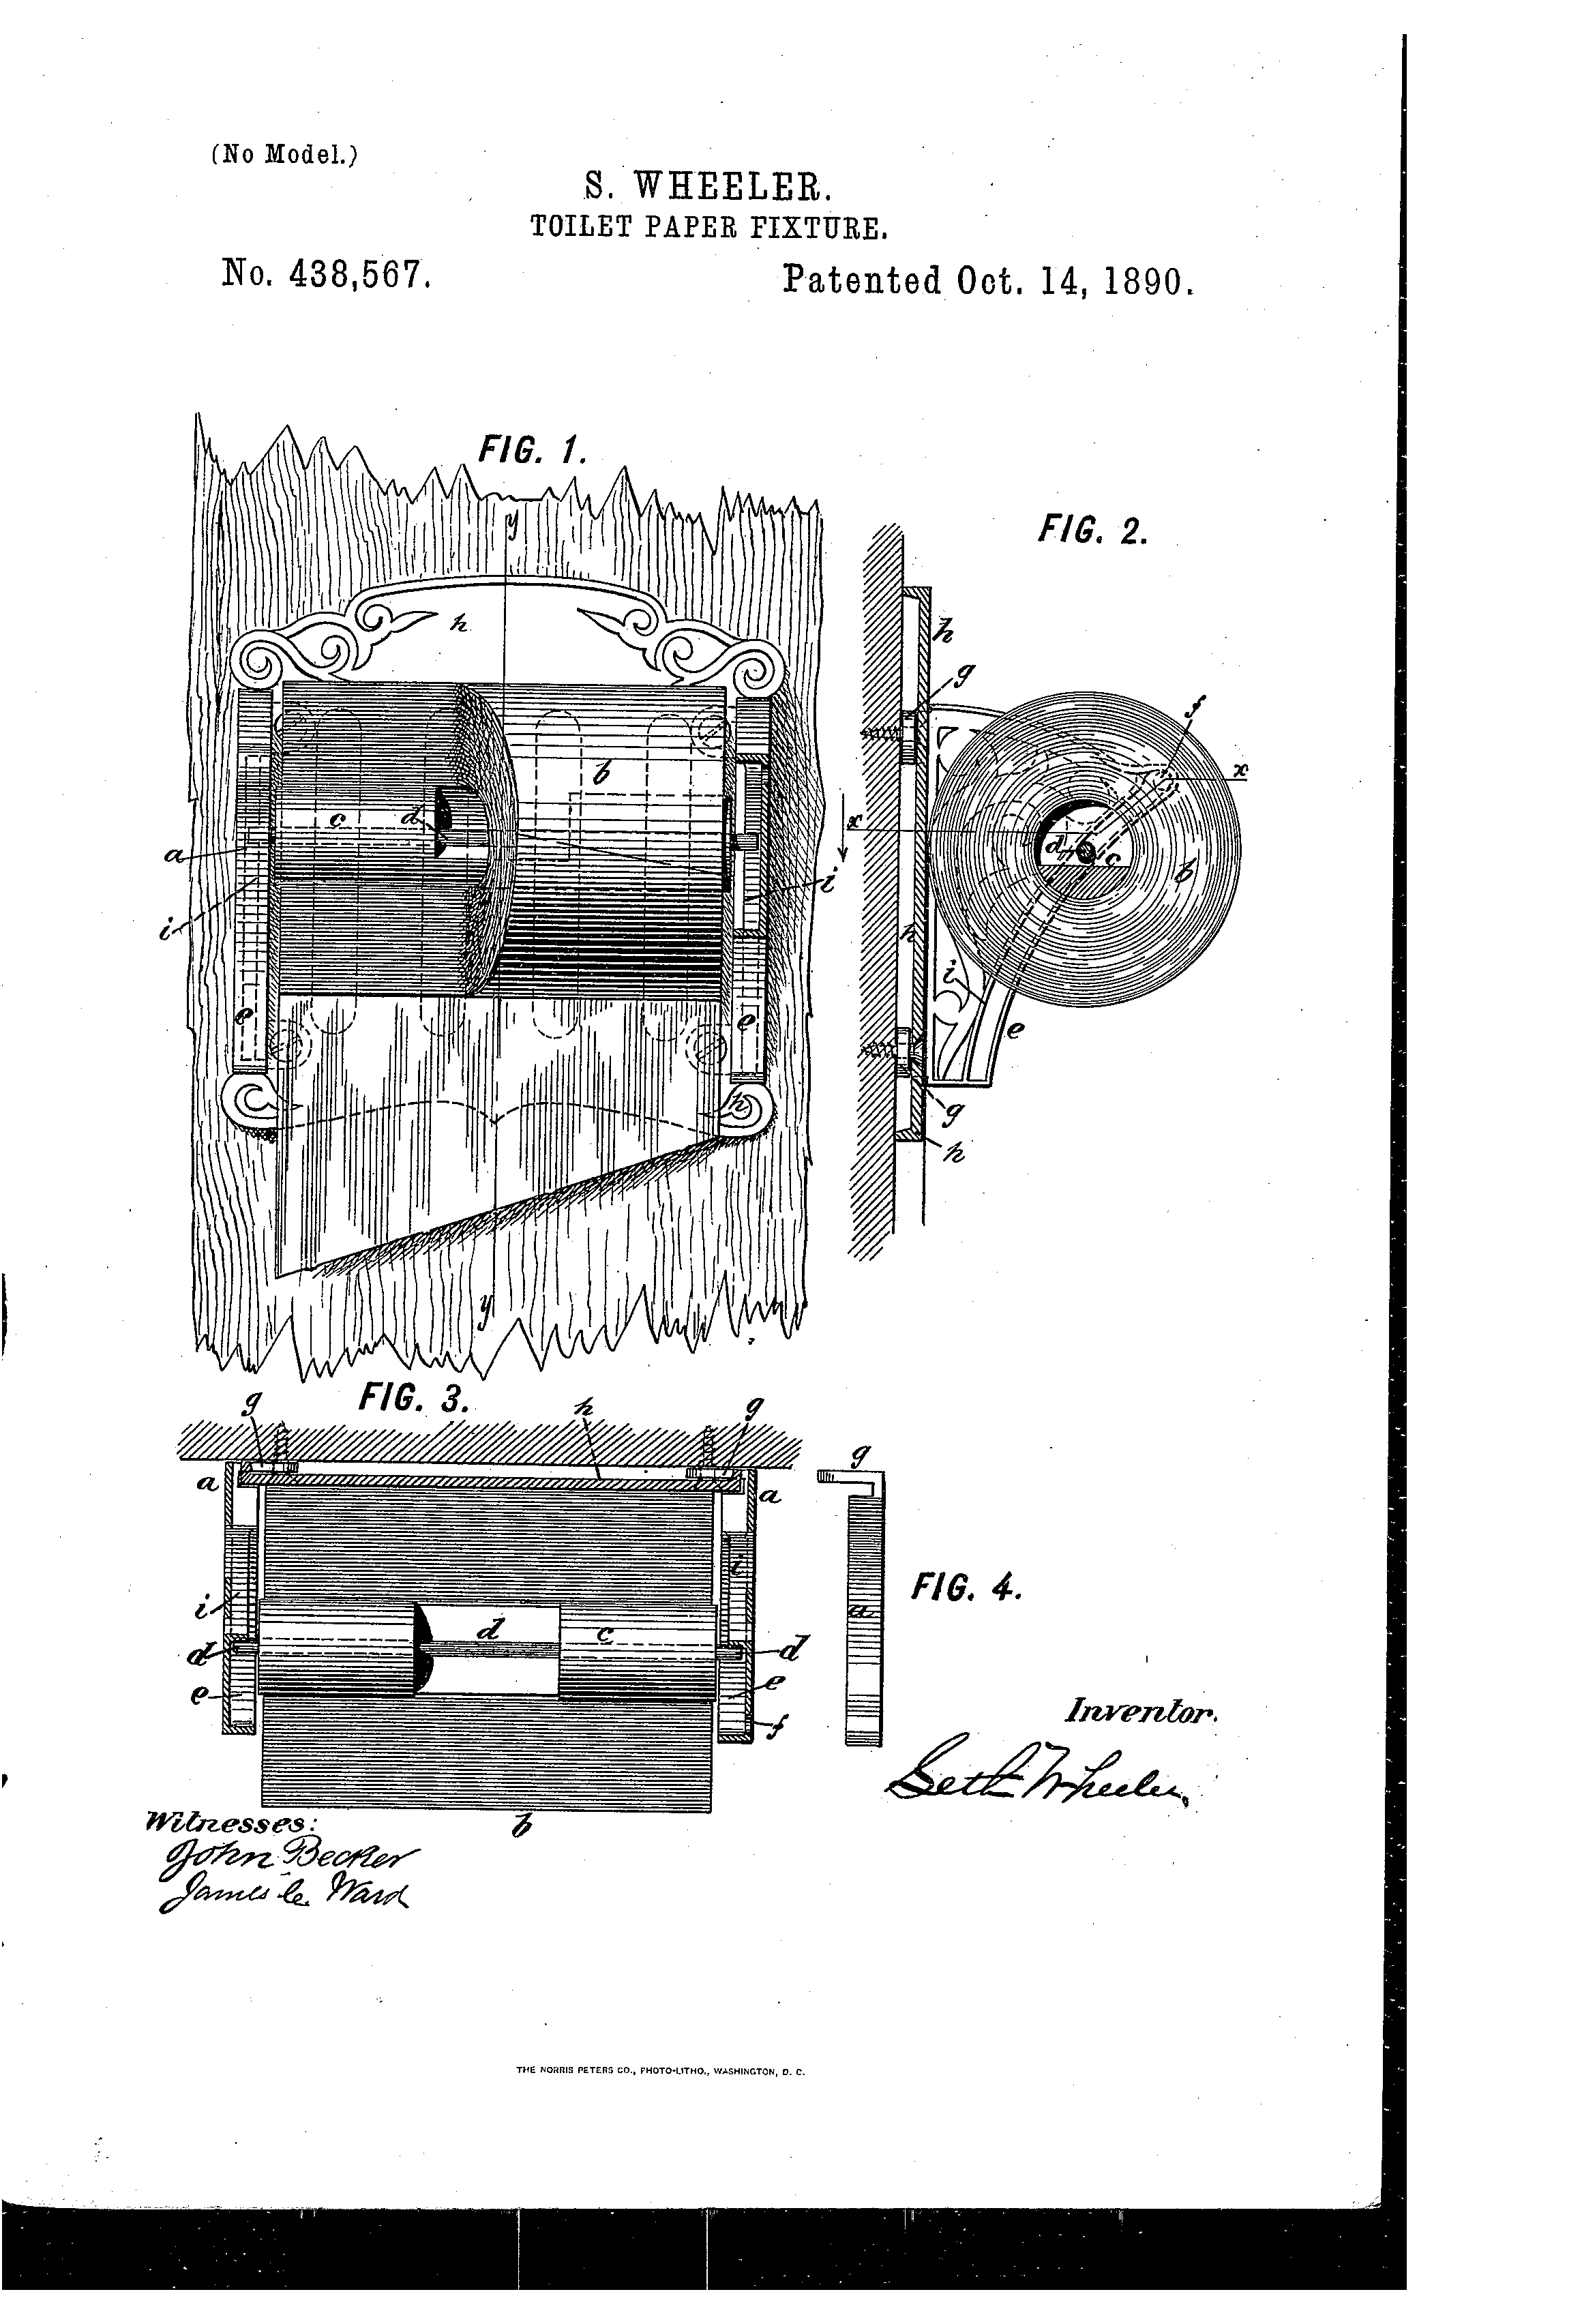 (No Model.)
S. WHEELER.
TOILET PAPER FIXTURE.
No. 438,567.
Patented Oct. 14, 1890.
FIG. 1.
y
h
b
c
d
a
i
i
e
e
h
y
FIG. 2.
h
g
f
x
x
d
c
b
h
i
e
g
h
FIG. 3.
g
h
g
a
a
i
i
d
d
c
d
e
e
f
b
g
a
FIG. 4.
Inventor.
Seth Wheeler.
Witnesses:
John Becker
James C. Ward
THE NORRIS PETERS CO., PHOTO-LITHO., WASHINGTON, D. C.